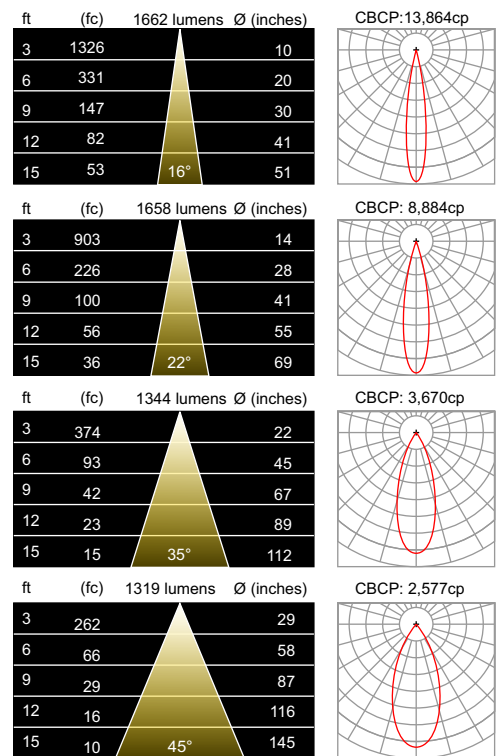 ft (fc) 1662 lumens Ø (inches) CBCP:13,864cp
3 1326 10
6 331 20
9 147 30
12 82 41
15 53 16° 51
ft (fc) 1658 lumens Ø (inches) CBCP: 8,884cp
3 903 14
6 226 28
9 100 41
12 56 55
15 36 22° 69
ft (fc) 1344 lumens Ø (inches) CBCP: 3,670cp
3 374 22
6 93 45
9 42 67
12 23 89
15 15 35° 112
ft (fc) 1319 lumens Ø (inches) CBCP: 2,577cp
3 262 29
6 66 58
9 29 87
12 16 116
15 10 45° 145